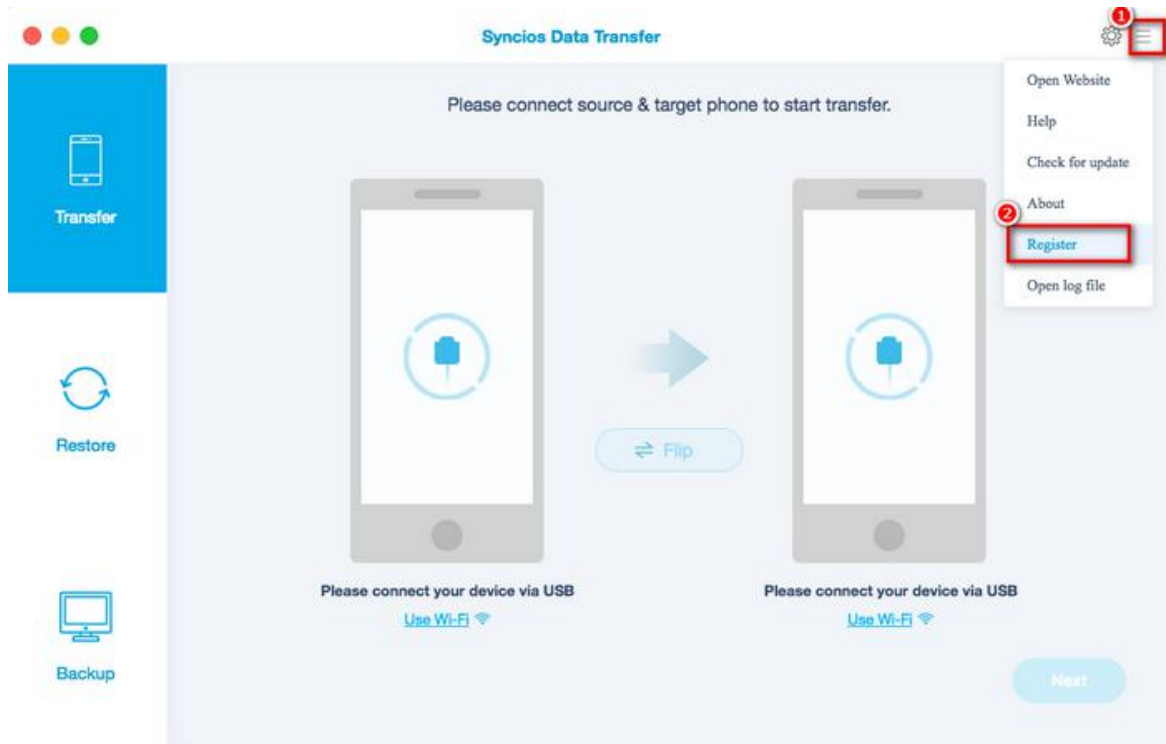 Syncios Data Transfer
1
Open Website
Help
Check for update
About
2
Register
Open log file
Please connect source & target phone to start transfer.
Transfer
Restore
Backup
⇌ Flip
Please connect your device via USB
Use Wi-Fi
Please connect your device via USB
Use Wi-Fi
Next